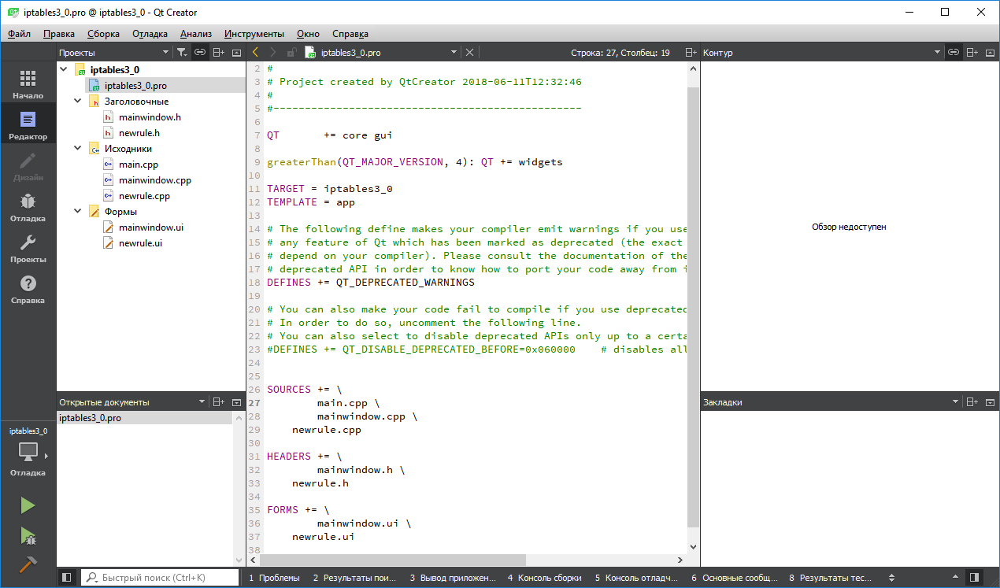 iptables3_0.pro @ iptables3_0 - Qt Creator
Файл Правка Сборка Отладка Анализ Инструменты Окно Справка
Начало
Редактор
Дизайн
Отладка
Проекты
Справка
iptables3_0
Отладка
Проекты
iptables3_0
iptables3_0.pro
Заголовочные
mainwindow.h
newrule.h
Исходники
main.cpp
mainwindow.cpp
newrule.cpp
Формы
mainwindow.ui
newrule.ui
Открытые документы
iptables3_0.pro
iptables3_0.pro Строка: 27, Столбец: 19
2 #
3 # Project created by QtCreator 2018-06-11T12:32:46
4 #
5 #-------------------------------------------------
6
7 QT       += core gui
8
9 greaterThan(QT_MAJOR_VERSION, 4): QT += widgets
10
11 TARGET = iptables3_0
12 TEMPLATE = app
13
14 # The following define makes your compiler emit warnings if you use
15 # any feature of Qt which has been marked as deprecated (the exact
16 # depend on your compiler). Please consult the documentation of the
17 # deprecated API in order to know how to port your code away from i
18 DEFINES += QT_DEPRECATED_WARNINGS
19
20 # You can also make your code fail to compile if you use deprecated
21 # In order to do so, uncomment the following line.
22 # You can also select to disable deprecated APIs only up to a certa
23 #DEFINES += QT_DISABLE_DEPRECATED_BEFORE=0x060000    # disables all
24
25
26 SOURCES += \
27         main.cpp \
28         mainwindow.cpp \
29     newrule.cpp
30
31 HEADERS += \
32         mainwindow.h \
33     newrule.h
34
35 FORMS += \
36         mainwindow.ui \
37     newrule.ui
38
Контур
Обзор недоступен
Закладки
Быстрый поиск (Ctrl+K)
1 Проблемы 2 Результаты пои... 3 Вывод приложен... 4 Консоль сборки 5 Консоль отладч... 6 Основные сообщ... 8 Результаты тес...